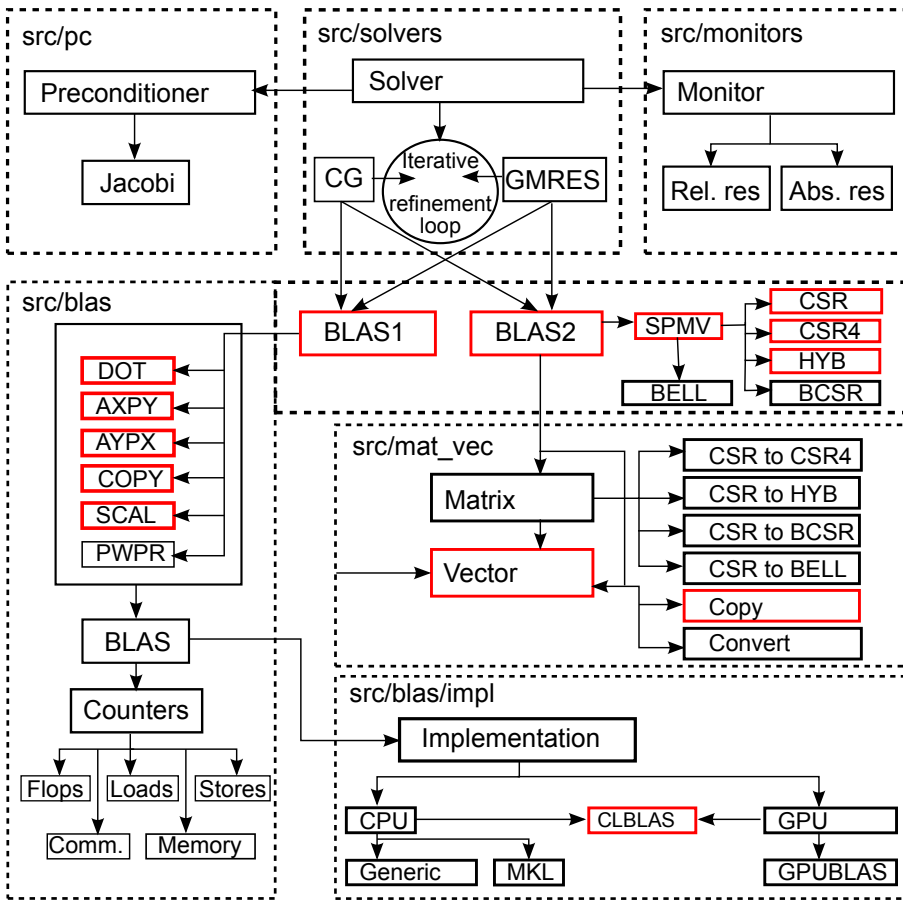 src/pc
Preconditioner
Jacobi
src/solvers
Solver
Iterative
refinement
loop
CG
GMRES
src/monitors
Monitor
Rel. res
Abs. res
src/blas
DOT
AXPY
AYPX
COPY
SCAL
PWPR
BLAS
Counters
Flops
Loads
Stores
Comm.
Memory
BLAS1
BLAS2
SPMV
BELL
CSR
CSR4
HYB
BCSR
src/mat_vec
Matrix
Vector
CSR to CSR4
CSR to HYB
CSR to BCSR
CSR to BELL
Copy
Convert
src/blas/impl
Implementation
CPU
CLBLAS
GPU
Generic
MKL
GPUBLAS